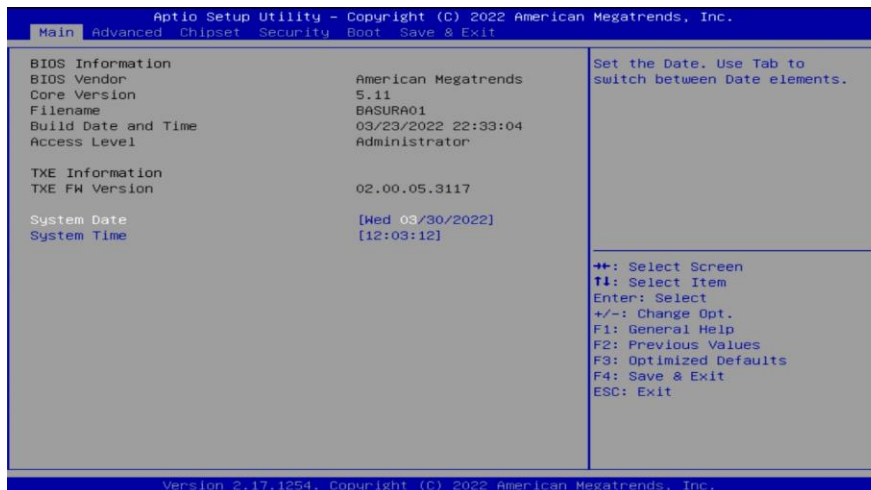 Aptio Setup Utility – Copyright (C) 2022 American Megatrends, Inc.
Main Advanced Chipset Security Boot Save & Exit
BIOS Information
BIOS Vendor American Megatrends
Core Version 5.11
Filename BASURA01
Build Date and Time 03/23/2022 22:33:04
Access Level Administrator
TXE Information
TXE FW Version 02.00.05.3117
System Date [Wed 03/30/2022]
System Time [12:03:12]
Set the Date. Use Tab to
switch between Date elements.
→←: Select Screen
↑↓: Select Item
Enter: Select
+/-: Change Opt.
F1: General Help
F2: Previous Values
F3: Optimized Defaults
F4: Save & Exit
ESC: Exit
Version 2.17.1254. Copyright (C) 2022 American Megatrends, Inc.